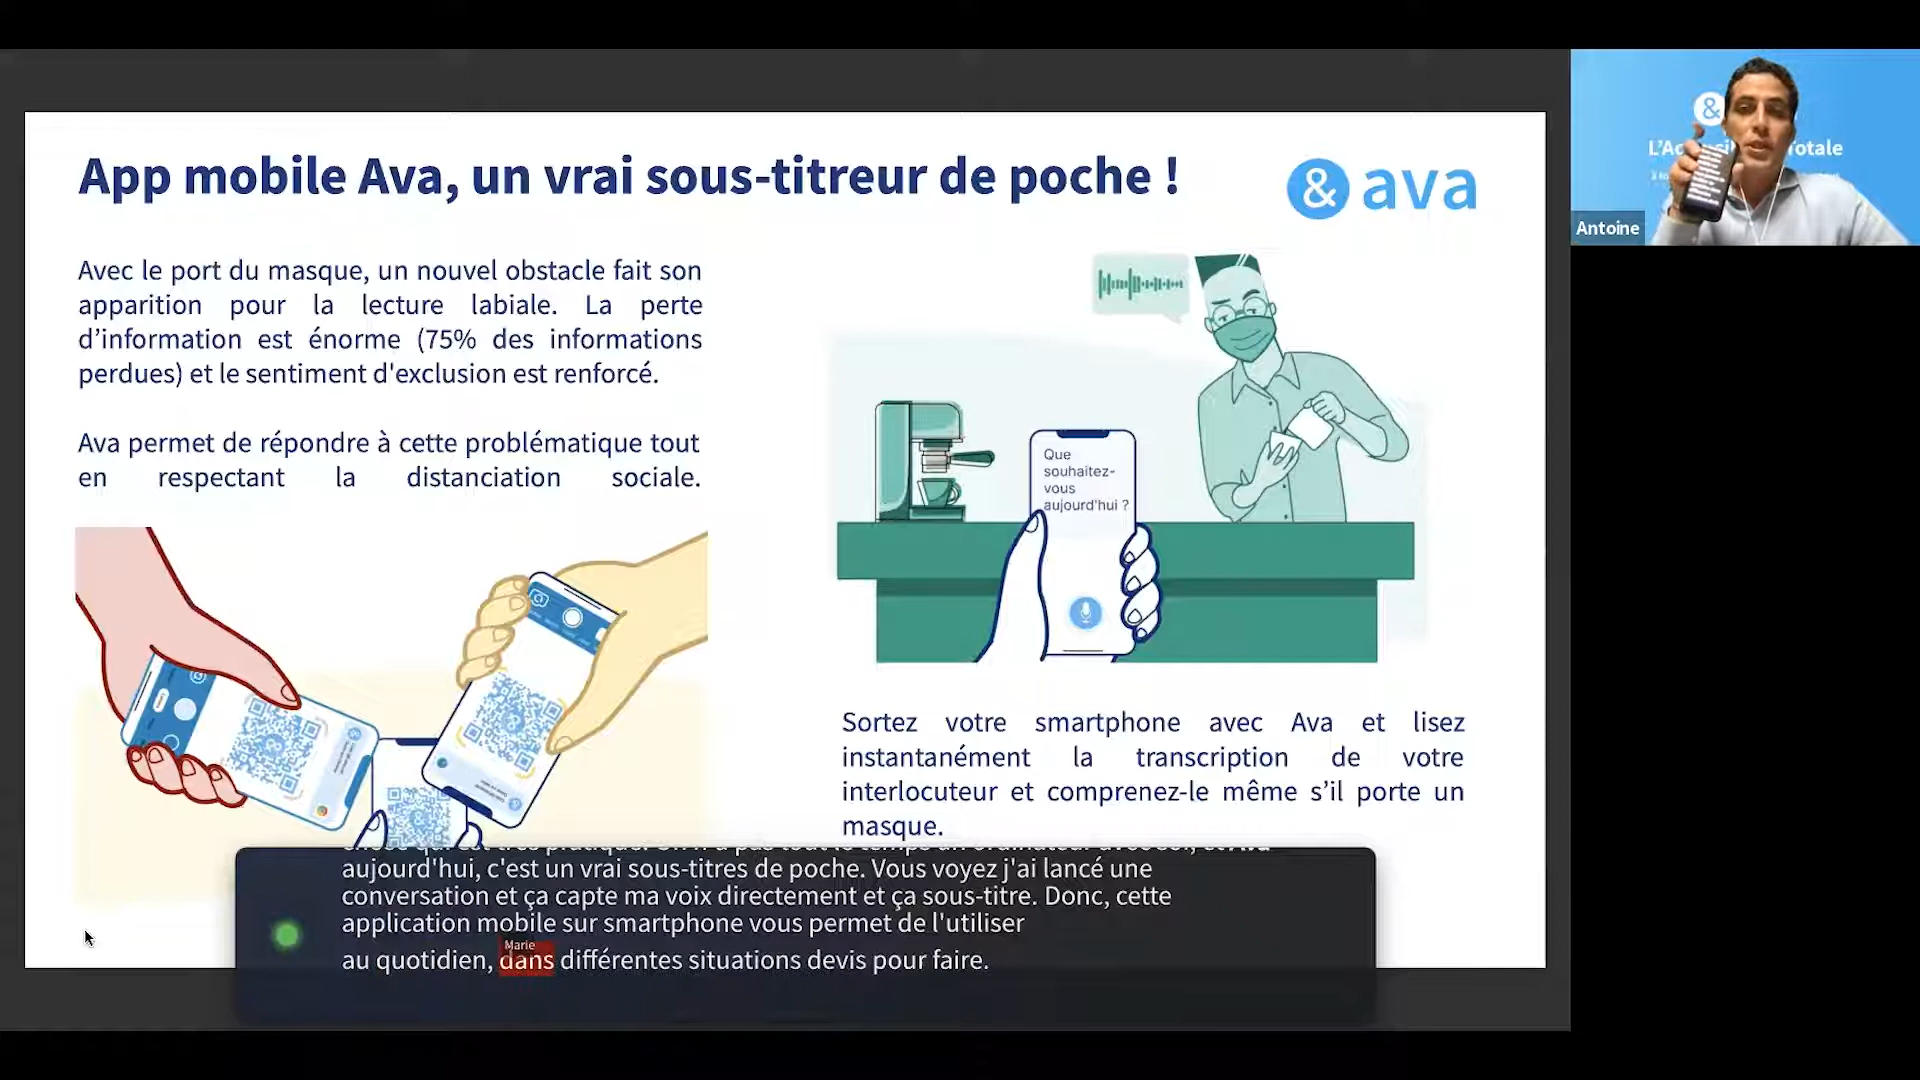 App mobile Ava, un vrai sous-titreur de poche !
& ava
Avec le port du masque, un nouvel obstacle fait son
apparition pour la lecture labiale. La perte
d’information est énorme (75% des informations
perdues) et le sentiment d'exclusion est renforcé.
Ava permet de répondre à cette problématique tout
en respectant la distanciation sociale.
Que
souhaitez-
vous
aujourd'hui ?
Sortez votre smartphone avec Ava et lisez
instantanément la transcription de votre
interlocuteur et comprenez-le même s’il porte un
masque.
aujourd'hui, c'est un vrai sous-titres de poche. Vous voyez j'ai lancé une
conversation et ça capte ma voix directement et ça sous-titre. Donc, cette
application mobile sur smartphone vous permet de l'utiliser
Marie
au quotidien, dans différentes situations devis pour faire.
&
Antoine